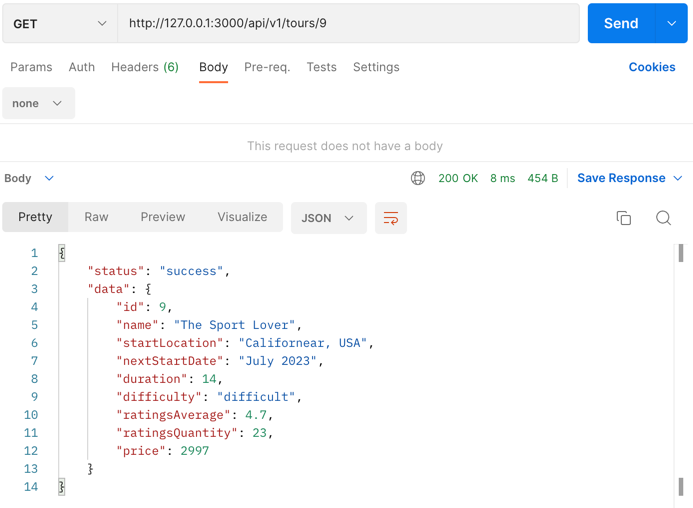 GET http://127.0.0.1:3000/api/v1/tours/9 Send
Params Auth Headers (6) Body Pre-req. Tests Settings Cookies
none
This request does not have a body
Body 200 OK 8 ms 454 B Save Response
Pretty Raw Preview Visualize JSON
1 {
2 "status": "success",
3 "data": {
4 "id": 9,
5 "name": "The Sport Lover",
6 "startLocation": "Californear, USA",
7 "nextStartDate": "July 2023",
8 "duration": 14,
9 "difficulty": "difficult",
10 "ratingsAverage": 4.7,
11 "ratingsQuantity": 23,
12 "price": 2997
13 }
14 }